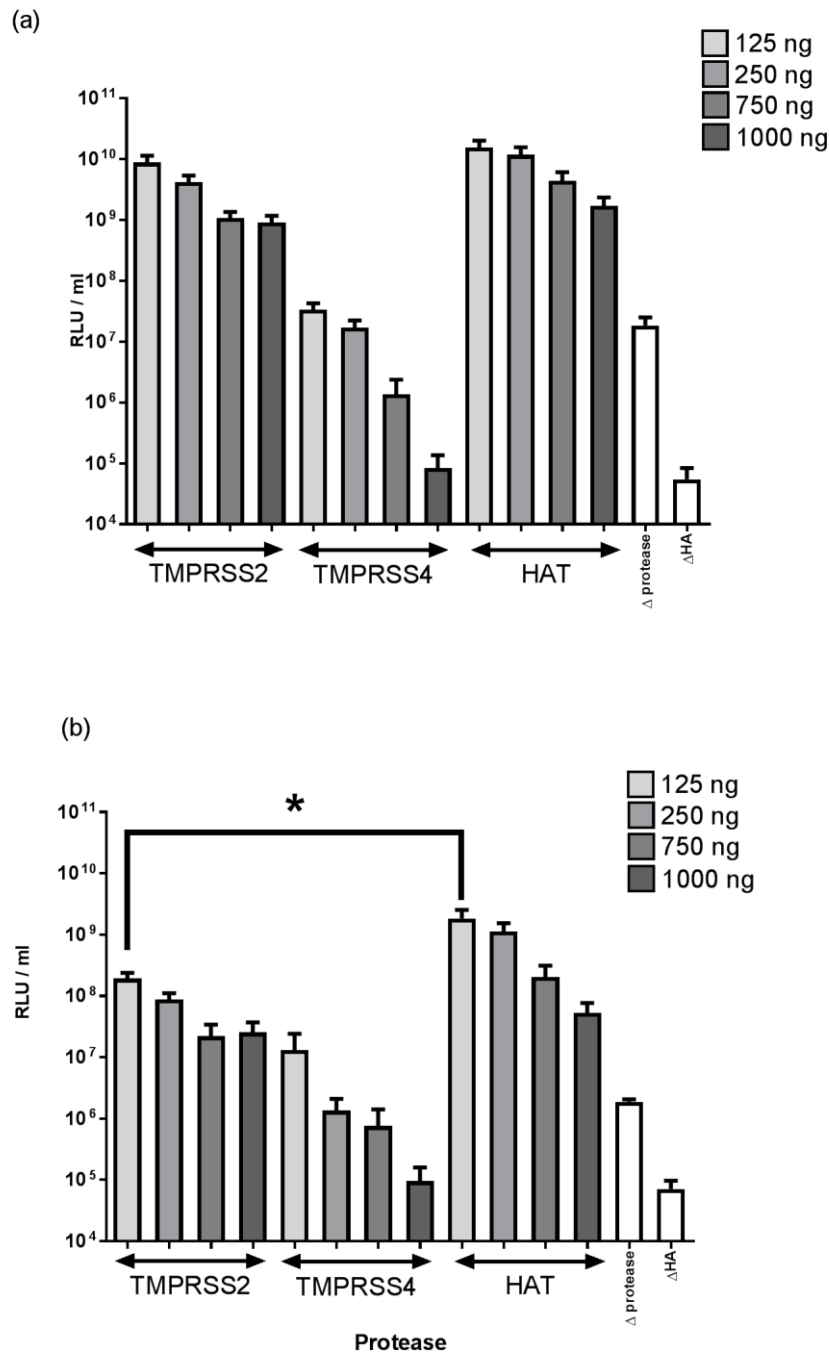 (a)
125 ng
250 ng
750 ng
1000 ng
10¹¹
10¹⁰
10⁹
10⁸
10⁷
10⁶
10⁵
10⁴
RLU / ml
TMPRSS2
TMPRSS4
HAT
Δ protease
ΔHA
(b)
125 ng
250 ng
750 ng
1000 ng
*
10¹¹
10¹⁰
10⁹
10⁸
10⁷
10⁶
10⁵
10⁴
RLU / ml
TMPRSS2
TMPRSS4
HAT
Δ protease
ΔHA
Protease